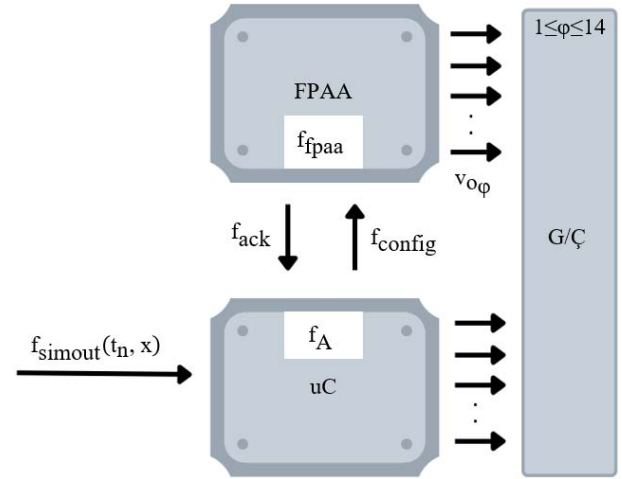 1≤φ≤14
FPAA
f_fpaa
v_oφ
f_ack
f_config
G/Ç
f_simout(t_n, x)
f_A
uC